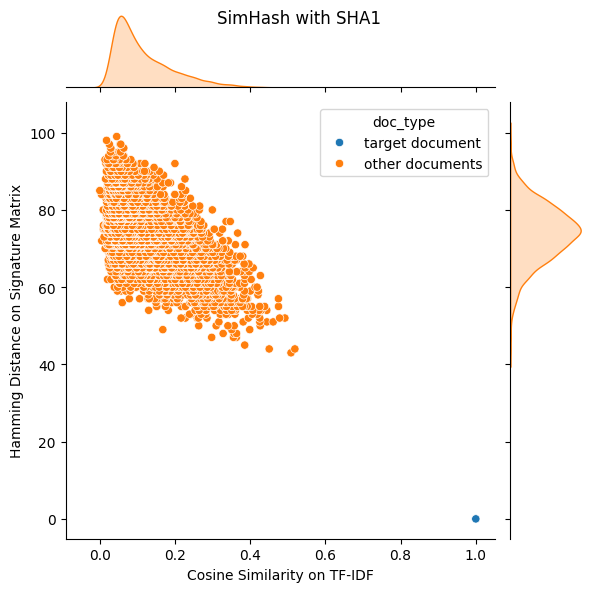 SimHash with SHA1
doc_type
target document
other documents
Hamming Distance on Signature Matrix
100
80
60
40
20
0
0.0 0.2 0.4 0.6 0.8 1.0
Cosine Similarity on TF-IDF